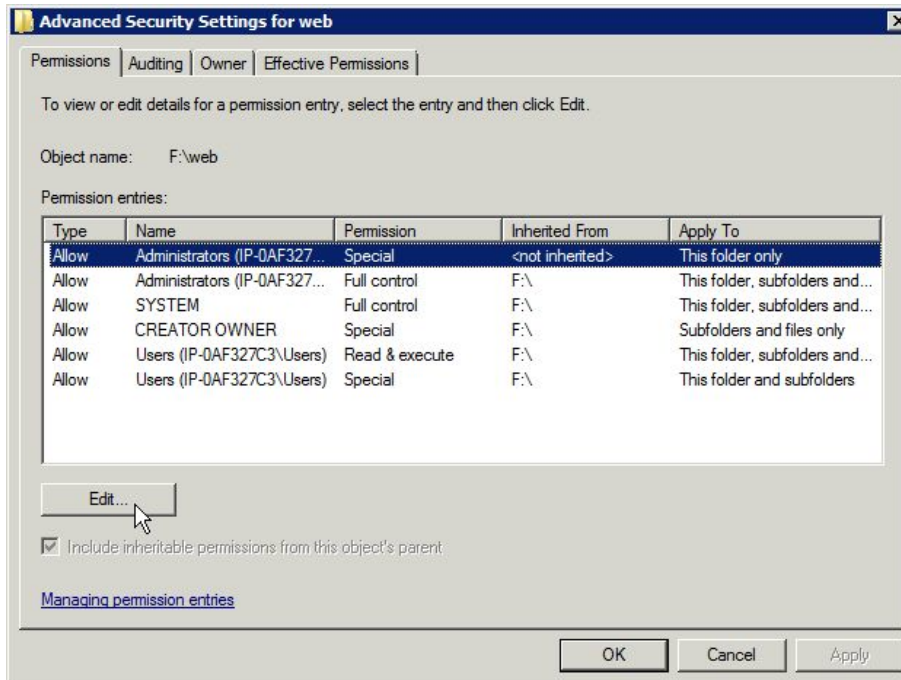 Advanced Security Settings for web
Permissions Auditing Owner Effective Permissions
To view or edit details for a permission entry, select the entry and then click Edit.
Object name: F:\web
Permission entries:
Type Name Permission Inherited From Apply To
Allow Administrators (IP-0AF327... Special <not inherited> This folder only
Allow Administrators (IP-0AF327... Full control F:\ This folder, subfolders and...
Allow SYSTEM Full control F:\ This folder, subfolders and...
Allow CREATOR OWNER Special F:\ Subfolders and files only
Allow Users (IP-0AF327C3\Users) Read & execute F:\ This folder, subfolders and...
Allow Users (IP-0AF327C3\Users) Special F:\ This folder and subfolders
Edit...
Include inheritable permissions from this object's parent
Managing permission entries
OK Cancel Apply